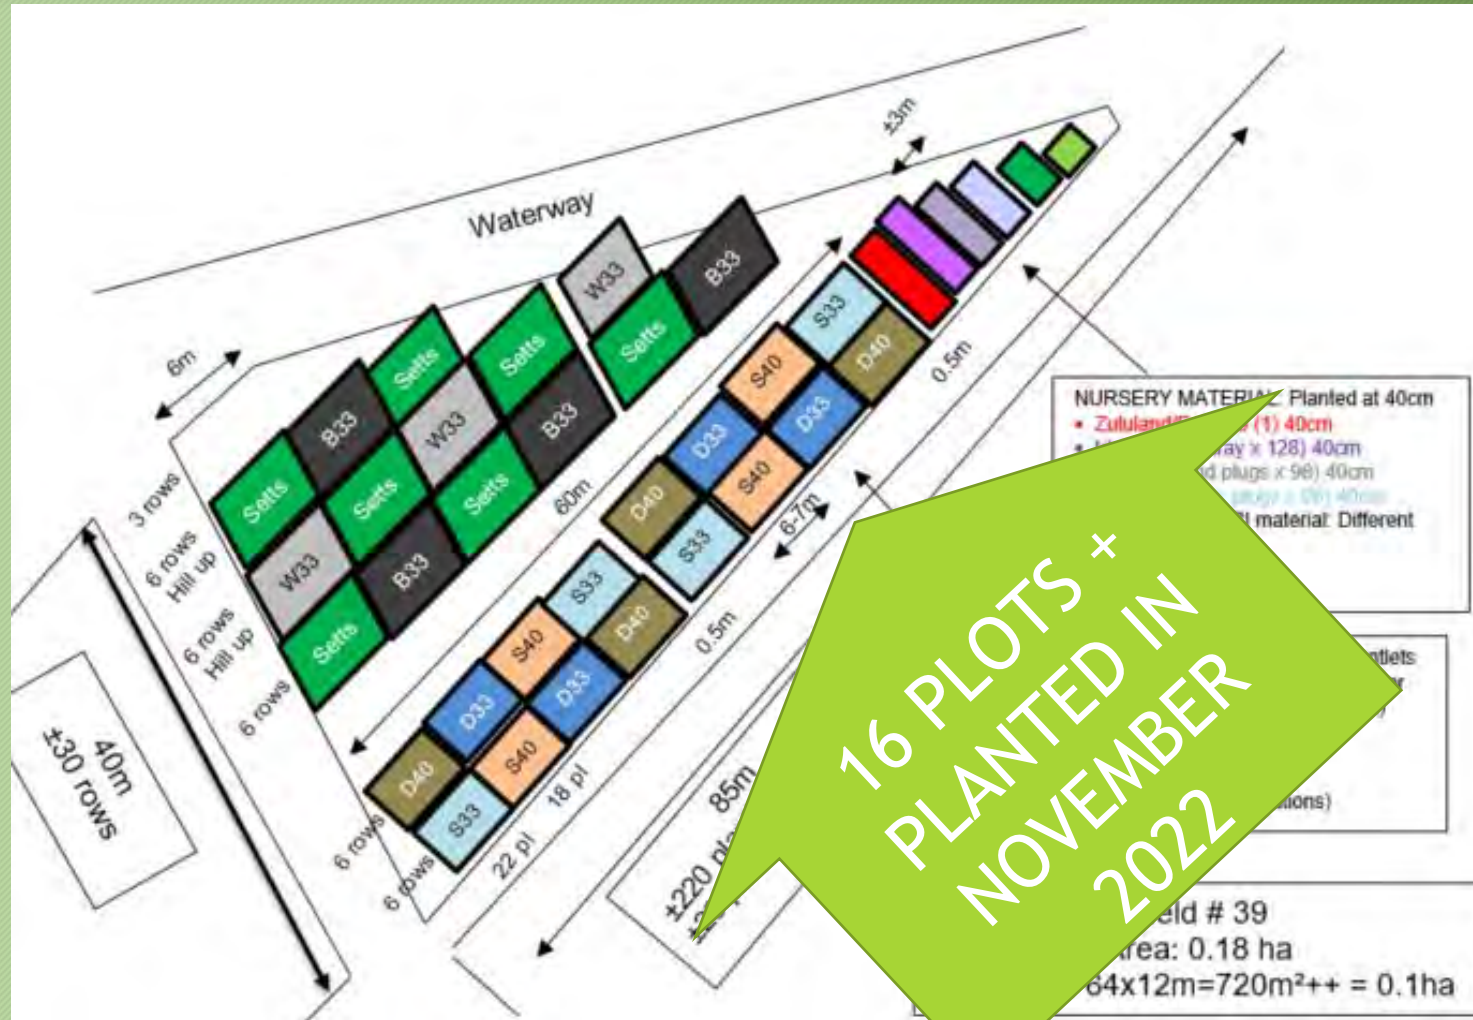 ±3m
Waterway
6m
W33
B33
Setts
Setts
Setts
B33
W33
B33
Setts
Setts
Setts
W33
B33
Setts
3 rows
6 rows
Hill up
6 rows
Hill up
6 rows
60m
S33
S40
D40
D33
D33
D40
S40
S33
6-7m
0.5m
S33
S40
D40
D33
D33
D40
S40
S33
0.5m
6 rows
6 rows
22 pl
18 pl
40m
±30 rows
85m
±220
NURSERY MATERIAL: Planted at 40cm
(1) 40cm
x 128) 40cm
plugs x 98) 40cm
40cm
material: Different
16 PLOTS +
PLANTED IN
NOVEMBER
2022
# 39
0.18 ha
64x12m=720m²++ = 0.1ha